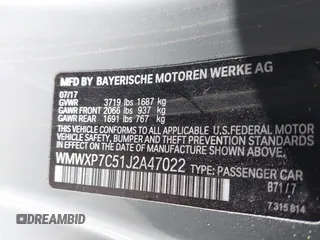 MFD BY BAYERISCHE MOTOREN WERKE AG
07/17
GVWR 3719 lbs 1687 kg
GAWR FRONT 2066 lbs 937 kg
GAWR REAR 1691 lbs 767 kg
THIS VEHICLE CONFORMS TO ALL APPLICABLE U.S. FEDERAL
SAFETY, BUMPER, AND THEFT PREVENTION STANDARDS
IN EFFECT ON THE DATE OF MANUFACTURE SHOWN ABOVE.
WMWXP7C51J2A47022 TYPE: PASSENGER CAR
B71/7
7 315 814
DREAMBID